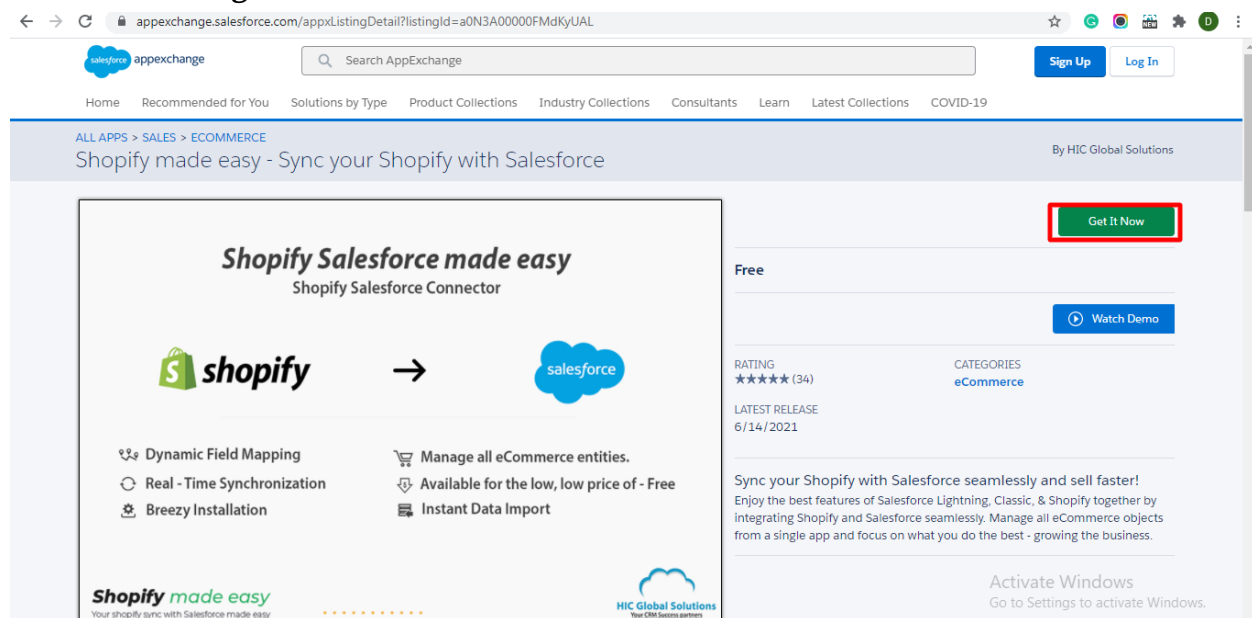 appexchange.salesforce.com/appxListingDetail?listingId=a0N3A00000FMdKyUAL
NEW
D
salesforce appexchange
Search AppExchange
Sign Up
Log In
Home Recommended for You Solutions by Type Product Collections Industry Collections Consultants Learn Latest Collections COVID-19
ALL APPS > SALES > ECOMMERCE
Shopify made easy - Sync your Shopify with Salesforce
By HIC Global Solutions
Get It Now
Shopify Salesforce made easy
Shopify Salesforce Connector
shopify
salesforce
Dynamic Field Mapping
Manage all eCommerce entities.
Real - Time Synchronization
Available for the low, low price of - Free
Breezy Installation
Instant Data Import
Shopify made easy
Your shopify sync with Salesforce made easy
HIC Global Solutions
Your CRM Success partners
Free
Watch Demo
RATING
(34)
CATEGORIES
eCommerce
LATEST RELEASE
6/14/2021
Sync your Shopify with Salesforce seamlessly and sell faster!
Enjoy the best features of Salesforce Lightning, Classic, & Shopify together by
integrating Shopify and Salesforce seamlessly. Manage all eCommerce objects
from a single app and focus on what you do the best - growing the business.
Activate Windows
Go to Settings to activate Windows.